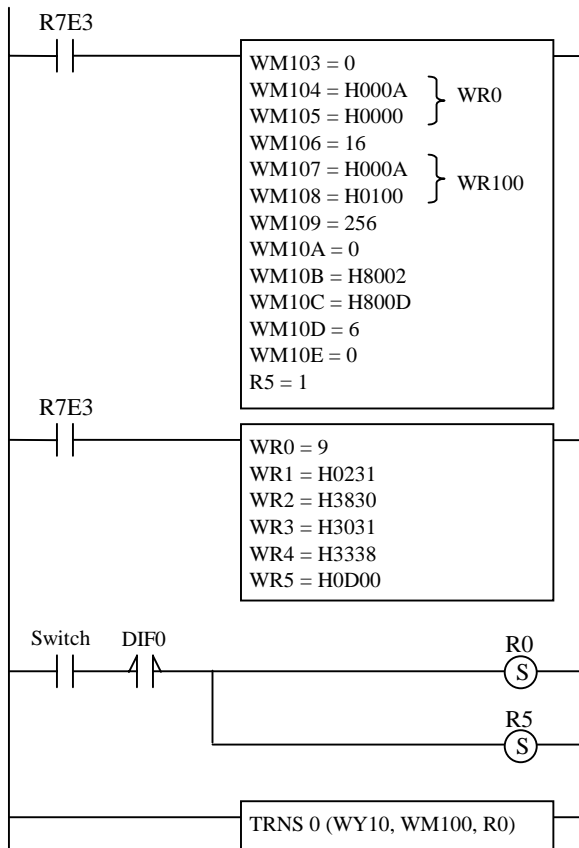 R7E3
WM103 = 0
WM104 = H000A
WM105 = H0000
WR0
WM106 = 16
WM107 = H000A
WM108 = H0100
WR100
WM109 = 256
WM10A = 0
WM10B = H8002
WM10C = H800D
WM10D = 6
WM10E = 0
R5 = 1
R7E3
WR0 = 9
WR1 = H0231
WR2 = H3830
WR3 = H3031
WR4 = H3338
WR5 = H0D00
Switch DIF0 R0
S
R5
S
TRNS 0 (WY10, WM100, R0)